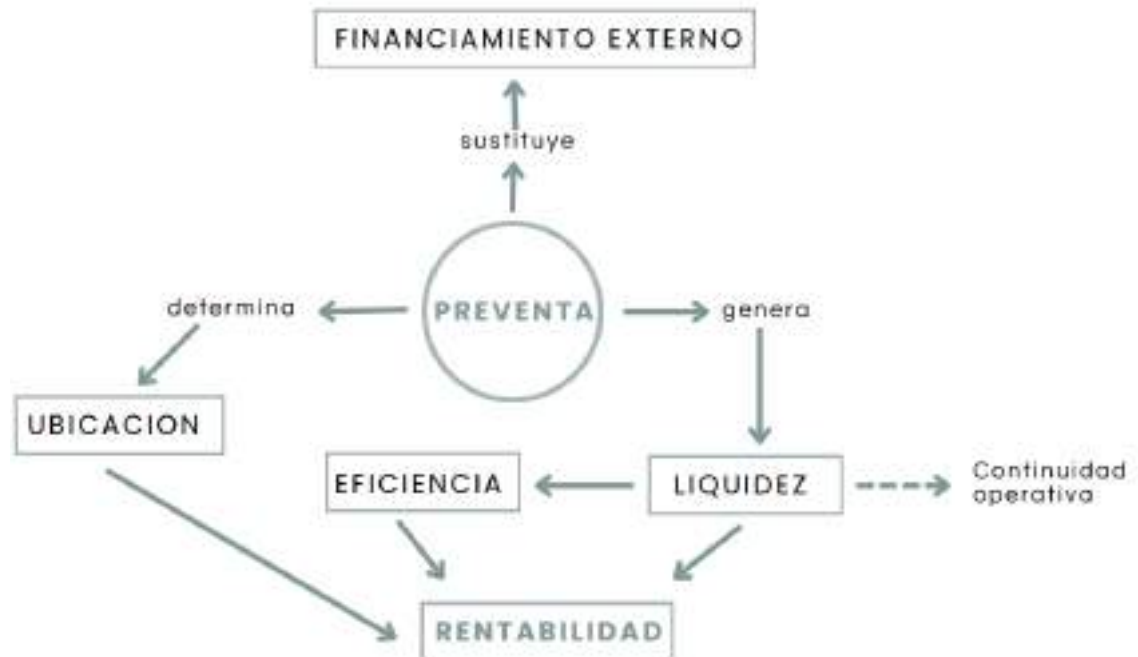 FINANCIAMIENTO EXTERNO
sustituye
determina
PREVENTA
genera
UBICACION
EFICIENCIA
LIQUIDEZ
Continuidad
operativa
RENTABILIDAD